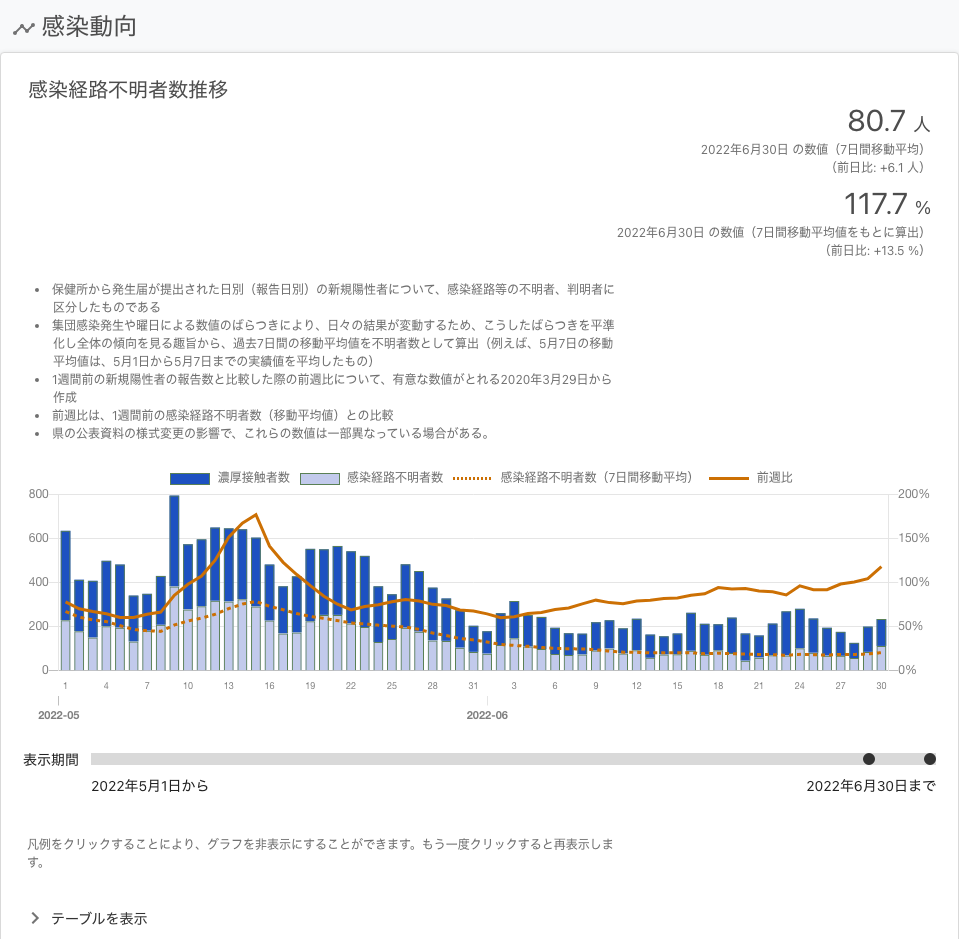 感染動向
感染経路不明者数推移
80.7 人
2022年6月30日 の数値（7日間移動平均）
（前日比: +6.1 人）
117.7 %
2022年6月30日 の数値（7日間移動平均値をもとに算出）
（前日比: +13.5 %）
• 保健所から発生届が提出された日別（報告日別）の新規陽性者について、感染経路等の不明者、判明者に
区分したものである
• 集団感染発生や曜日による数値のばらつきにより、日々の結果が変動するため、こうしたばらつきを平準
化し全体の傾向を見る趣旨から、過去7日間の移動平均値を不明者数として算出（例えば、5月7日の移動
平均値は、5月1日から5月7日までの実績値を平均したもの）
• 1週間前の新規陽性者の報告数と比較した際の前週比について、有意な数値がとれる2020年3月29日から
作成
• 前週比は、1週間前の感染経路不明者数（移動平均値）との比較
• 県の公表資料の様式変更の影響で、これらの数値は一部異なっている場合がある。
濃厚接触者数 感染経路不明者数 感染経路不明者数（7日間移動平均） 前週比
800 200%
600 150%
400 100%
200 50%
0 0%
1 4 7 10 13 16 19 22 25 28 31 3 6 9 12 15 18 21 24 27 30
2022-05 2022-06
表示期間
2022年5月1日から 2022年6月30日まで
凡例をクリックすることにより、グラフを非表示にすることができます。もう一度クリックすると再表示しま
す。
テーブルを表示